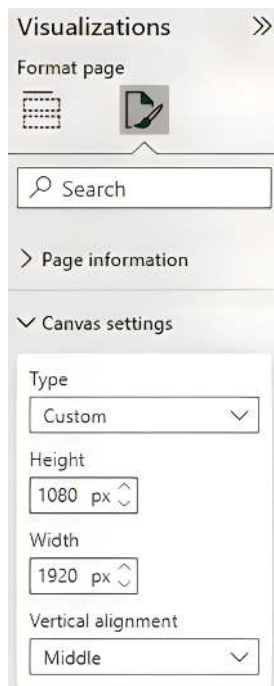 Visualizations
Format page
Search
Page information
Canvas settings
Type
Custom
Height
1080 px
Width
1920 px
Vertical alignment
Middle